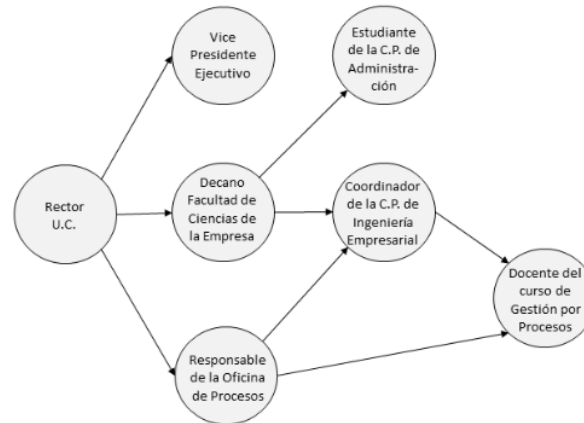 Vice
Presidente
Ejecutivo
Estudiante
de la C.P. de
Administra-
ción
Rector
U.C.
Decano
Facultad de
Ciencias de
la Empresa
Coordinador
de la C.P. de
Ingeniería
Empresarial
Docente del
curso de
Gestión por
Procesos
Responsable
de la Oficina
de Procesos